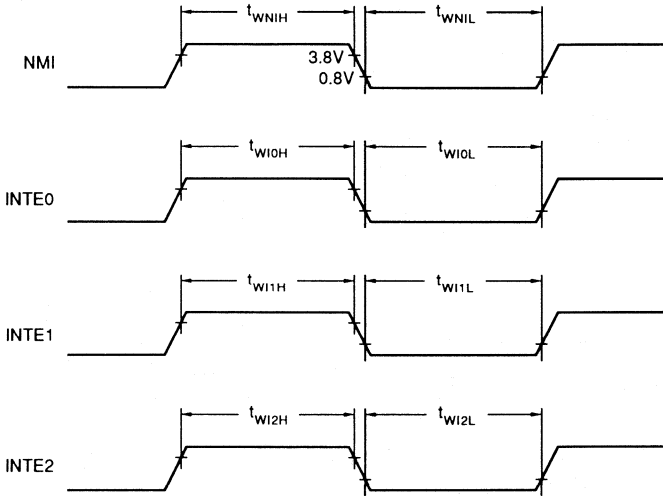 tWNIH tWNIL
NMI 3.8V
0.8V
tWI0H tWI0L
INTE0
tWI1H tWI1L
INTE1
tWI2H tWI2L
INTE2